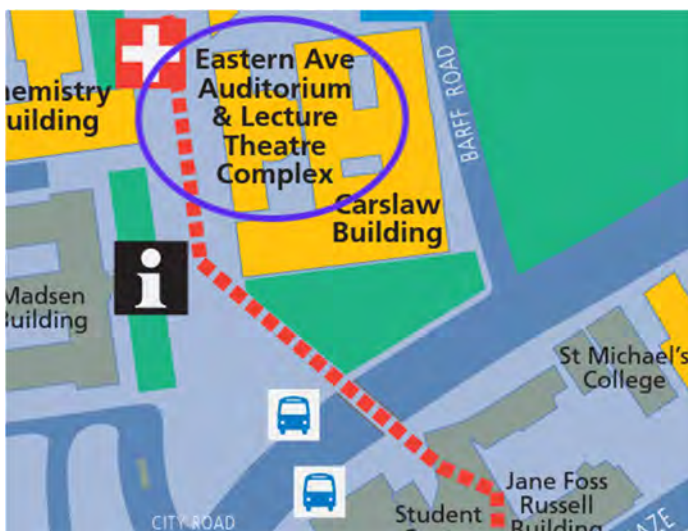 Eastern Ave
Auditorium
& Lecture
Theatre
Complex
hemistry
uilding
BARFF ROAD
Carslaw
Building
i
Madsen
Building
St Michael's
College
Jane Foss
Russell
Building
Student
CITY ROAD
AZE